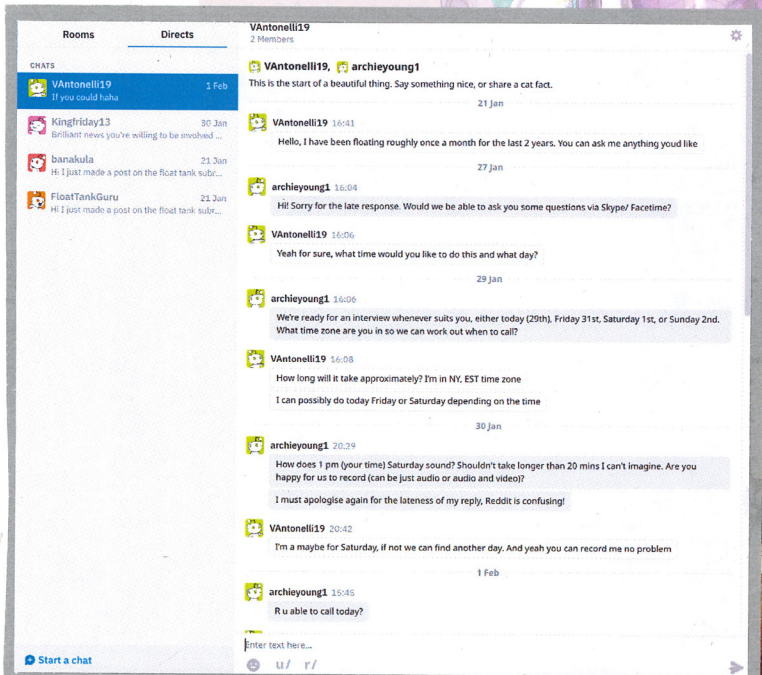 Rooms
Directs
CHATS
VAntonelli19
1 Feb
If you could haha
Kingfriday13
30 Jan
Brilliant news you're willing to be involved ...
banakula
21 Jan
Hi I just made a post on the float tank subr...
FloatTankGuru
21 Jan
Hi I just made a post on the float tank subr...
Start a chat
VAntonelli19
2 Members
VAntonelli19, archieyoung1
This is the start of a beautiful thing. Say something nice, or share a cat fact.
21 Jan
VAntonelli19 16:41
Hello, I have been floating roughly once a month for the last 2 years. You can ask me anything youd like
27 Jan
archieyoung1 16:04
Hi! Sorry for the late response. Would we be able to ask you some questions via Skype/ Facetime?
VAntonelli19 16:06
Yeah for sure, what time would you like to do this and what day?
29 Jan
archieyoung1 16:06
We're ready for an interview whenever suits you, either today (29th), Friday 31st, Saturday 1st, or Sunday 2nd.
What time zone are you in so we can work out when to call?
VAntonelli19 16:08
How long will it take approximately? I'm in NY, EST time zone
I can possibly do today Friday or Saturday depending on the time
30 Jan
archieyoung1 20:29
How does 1 pm (your time) Saturday sound? Shouldn't take longer than 20 mins I can't imagine. Are you
happy for us to record (can be just audio or audio and video)?
I must apologise again for the lateness of my reply, Reddit is confusing!
VAntonelli19 20:42
I'm a maybe for Saturday, if not we can find another day. And yeah you can record me no problem
1 Feb
archieyoung1 16:45
R u able to call today?
Enter text here...
u/ r/